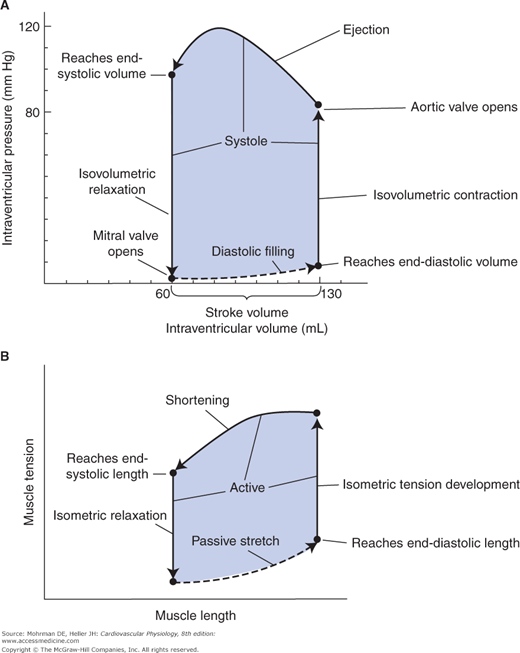 A
Intraventricular pressure (mm Hg)
120
80
Ejection
Reaches end-
systolic volume
Aortic valve opens
Systole
Isovolumetric
relaxation
Isovolumetric contraction
Mitral valve
opens
Diastolic filling
Reaches end-diastolic volume
60
130
Stroke volume
Intraventricular volume (mL)
B
Muscle tension
Shortening
Reaches end-
systolic length
Active
Isometric tension development
Isometric relaxation
Passive stretch
Reaches end-diastolic length
Muscle length
Source: Mohrman DE, Heller JH: Cardiovascular Physiology, 8th edition:
www.accessmedicine.com
Copyright © The McGraw-Hill Companies, Inc. All rights reserved.